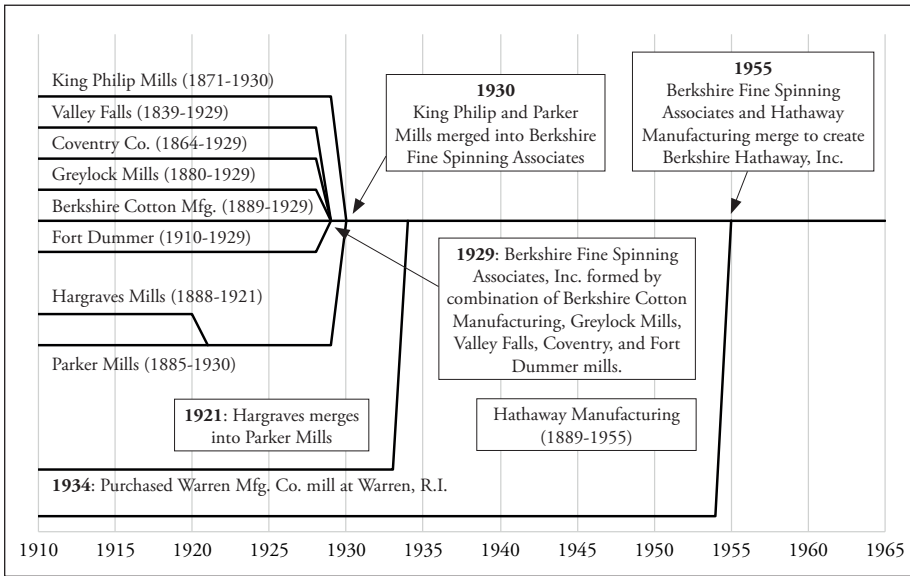 King Philip Mills (1871-1930)
Valley Falls (1839-1929)
Coventry Co. (1864-1929)
Greylock Mills (1880-1929)
Berkshire Cotton Mfg. (1889-1929)
Fort Dummer (1910-1929)
Hargraves Mills (1888-1921)
Parker Mills (1885-1930)
1930
King Philip and Parker
Mills merged into Berkshire
Fine Spinning Associates
1955
Berkshire Fine Spinning
Associates and Hathaway
Manufacturing merge to create
Berkshire Hathaway, Inc.
1929: Berkshire Fine Spinning
Associates, Inc. formed by
combination of Berkshire Cotton
Manufacturing, Greylock Mills,
Valley Falls, Coventry, and Fort
Dummer mills.
1921: Hargraves merges
into Parker Mills
Hathaway Manufacturing
(1889-1955)
1934: Purchased Warren Mfg. Co. mill at Warren, R.I.
1910 1915 1920 1925 1930 1935 1940 1945 1950 1955 1960 1965